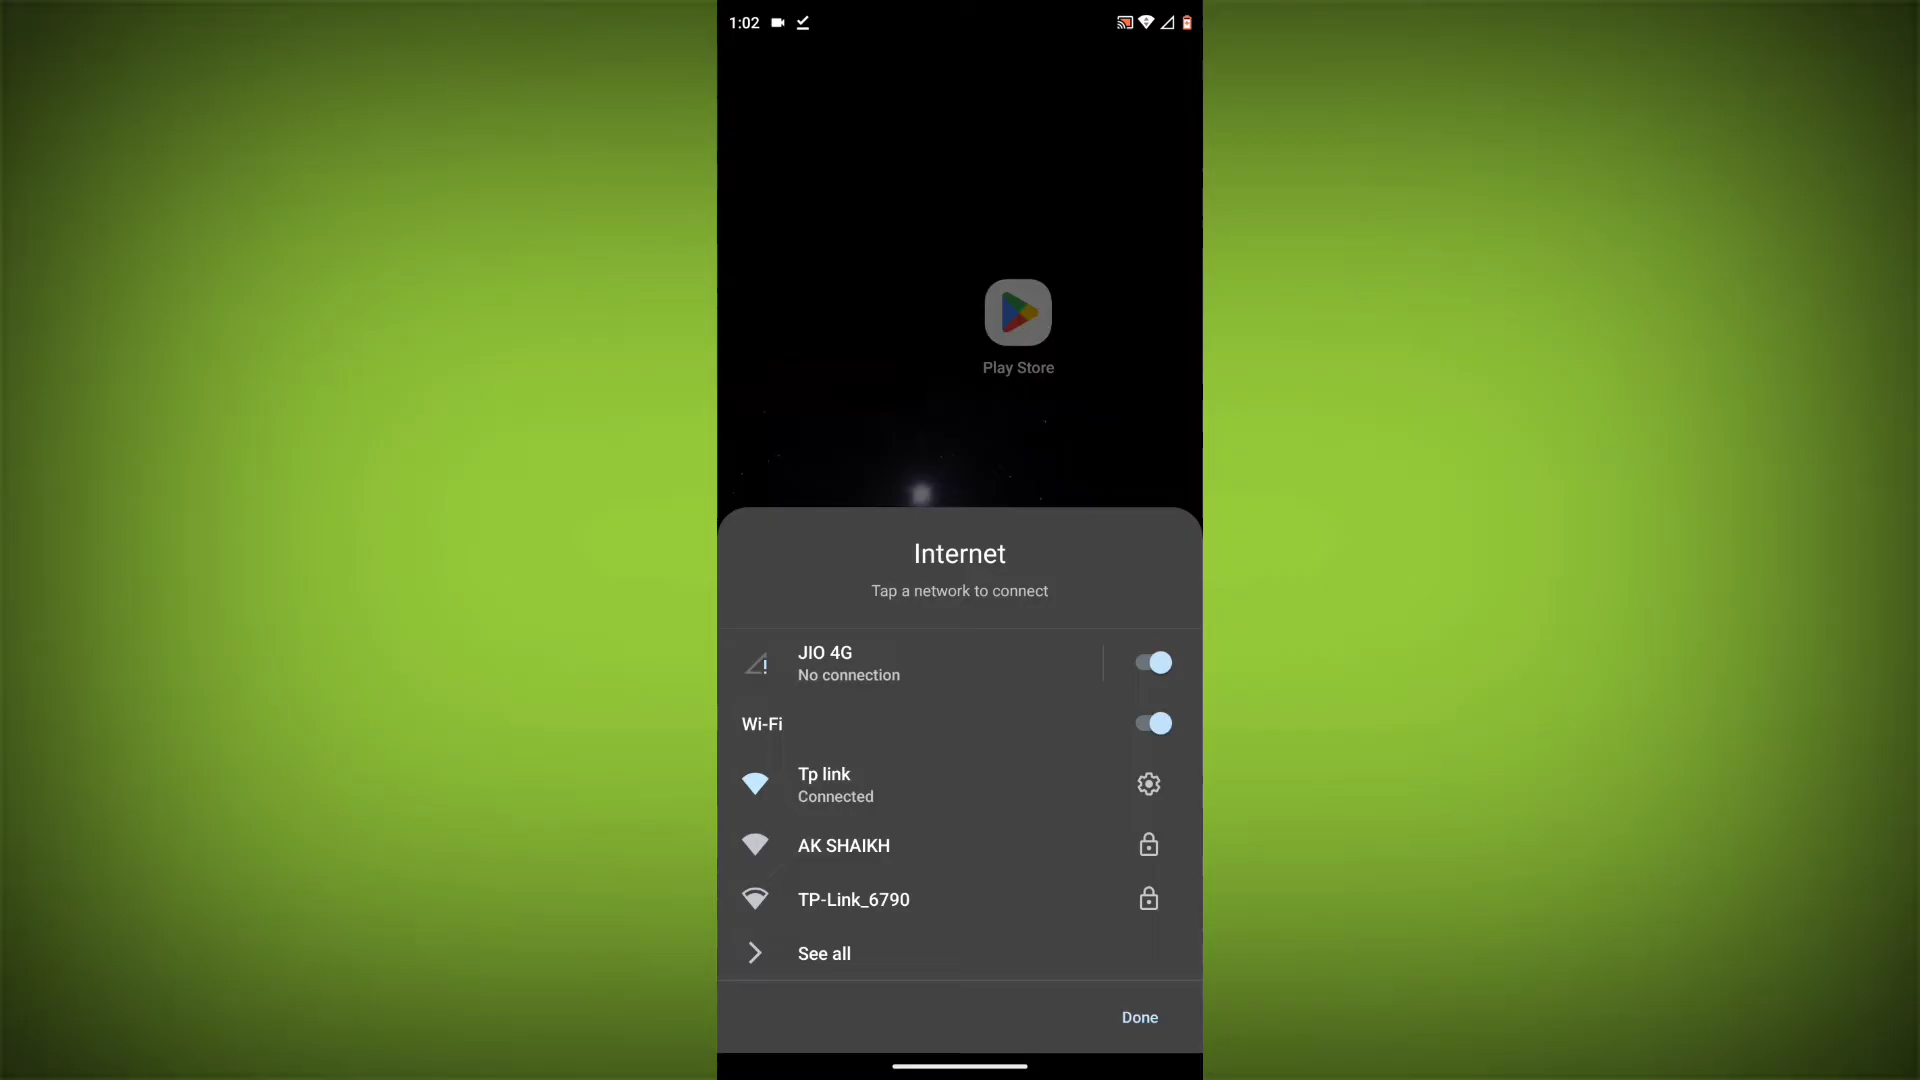 1:02
Play Store
Internet
Tap a network to connect
JIO 4G
No connection
Wi-Fi
Tp link
Connected
AK SHAIKH
TP-Link_6790
See all
Done